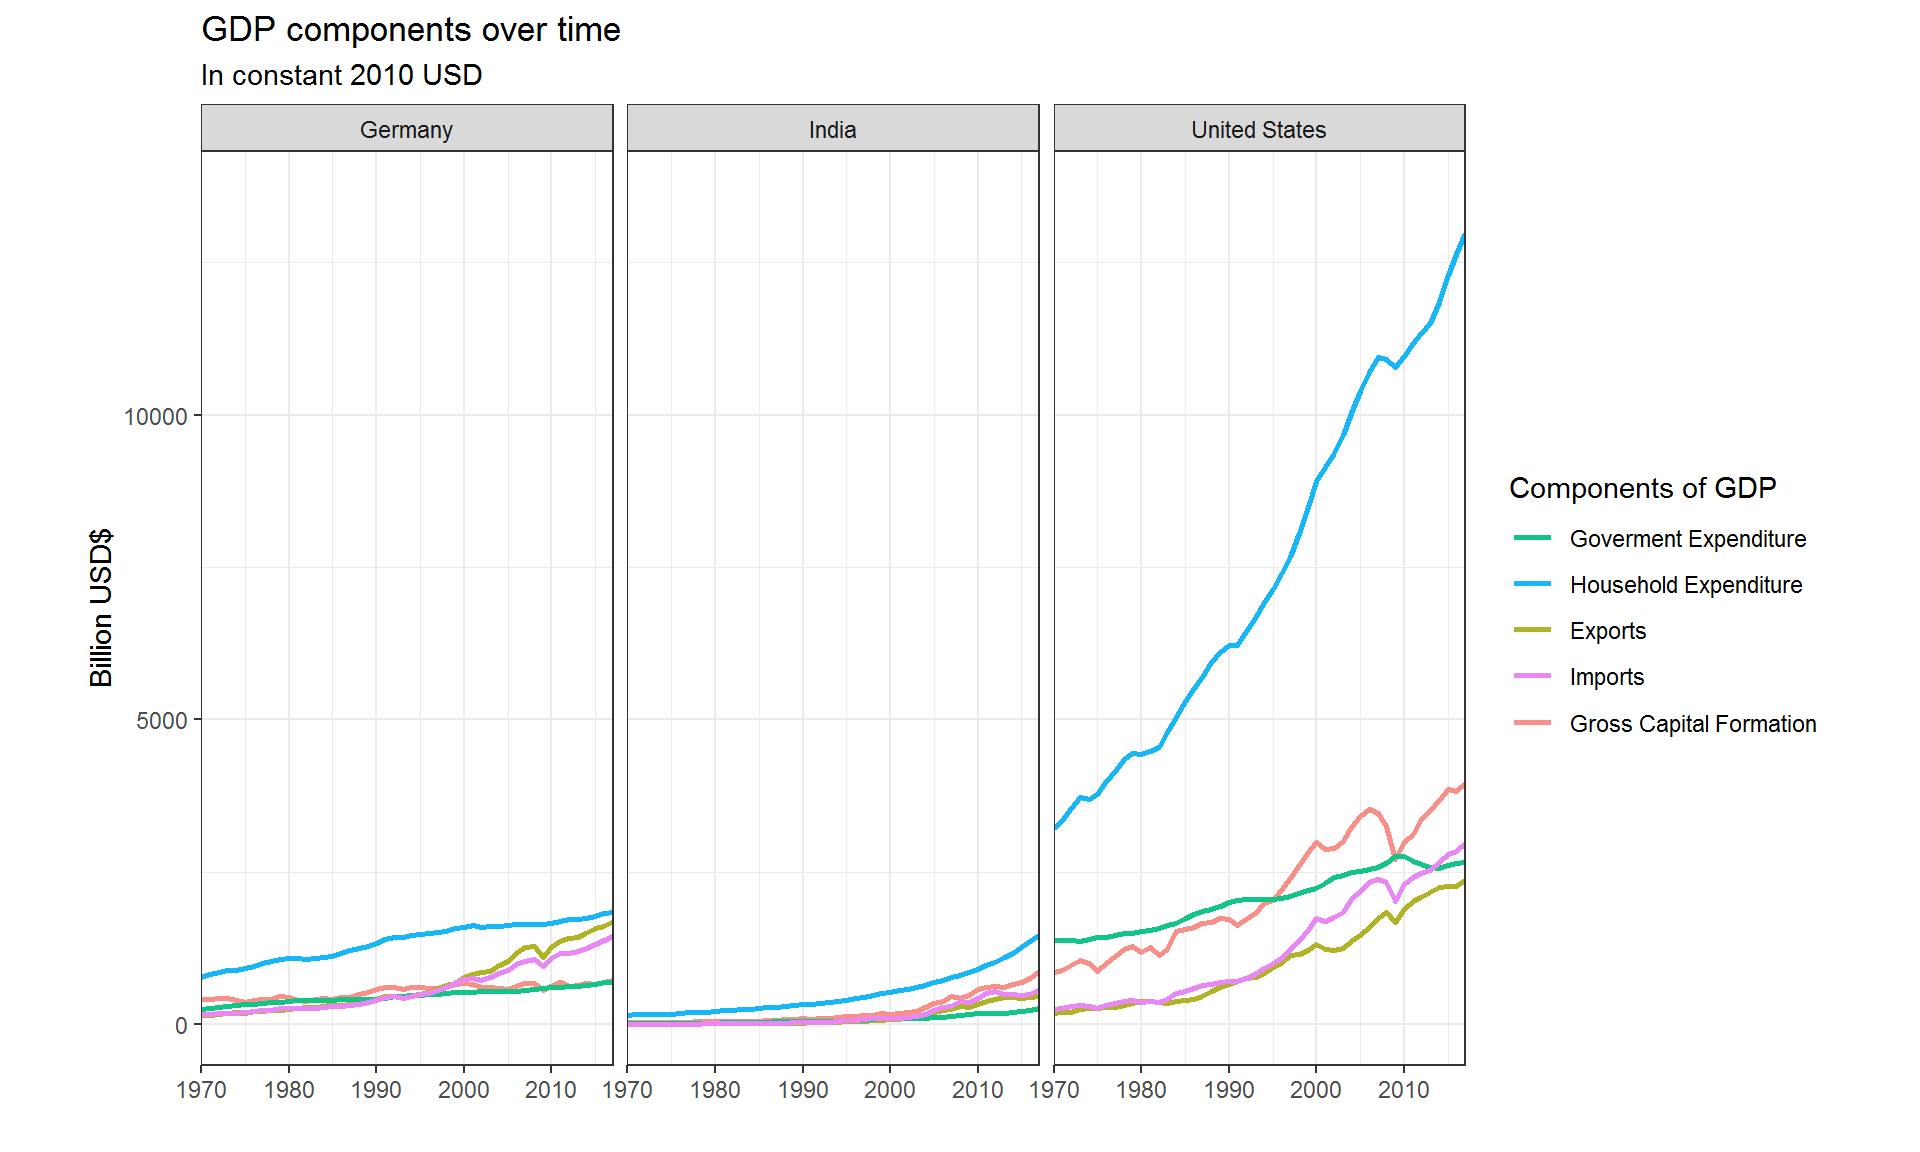 GDP components over time
In constant 2010 USD
Germany
India
United States
Billion USD$
10000
5000
0
1970 1980 1990 2000 2010 1970 1980 1990 2000 2010 1970 1980 1990 2000 2010
Components of GDP
Goverment Expenditure
Household Expenditure
Exports
Imports
Gross Capital Formation